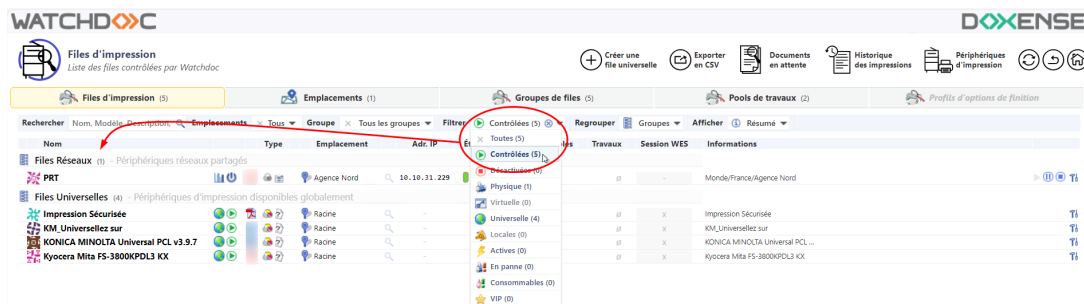 WATCHDOC
DOXENSE
Files d'impression
Liste des files contrôlées par Watchdoc
Créer une file universelle
Exporter en CSV
Documents en attente
Historique des impressions
Périphériques d'impression
Files d'impression (5)
Emplacements (1)
Groupes de files (5)
Pools de travaux (2)
Profils d'options de finition
Rechercher Nom, Modèle, Description, Emplacements × Tous Groupe × Tous les groupes Filtrer Contrôlées (5) Regrouper Groupes Afficher Résumé
Nom Type Emplacement Adr. IP Travaux Session WES Informations
Files Réseaux (1) - Périphériques réseaux partagés
PRT Agence Nord 10.10.31.229 ø - Monde/France/Agence Nord
Files Universelles (4) - Périphériques d'impression disponibles globalement
Impression Sécurisée Racine - ø x Impression Sécurisée
KM_Universellez sur Racine - ø x KM_Universellez sur
KONICA MINOLTA Universal PCL v3.9.7 Racine - ø x KONICA MINOLTA Universal PCL ...
Kyocera Mita FS-3800KPDL3 KX Racine - ø x Kyocera Mita FS-3800KPDL3 KX
× Toutes (5)
Contrôlées (5)
Désactivées (0)
Physique (1)
Virtuelle (0)
Universelle (4)
Locales (0)
Actives (0)
En panne (0)
Consommables (0)
VIP (0)